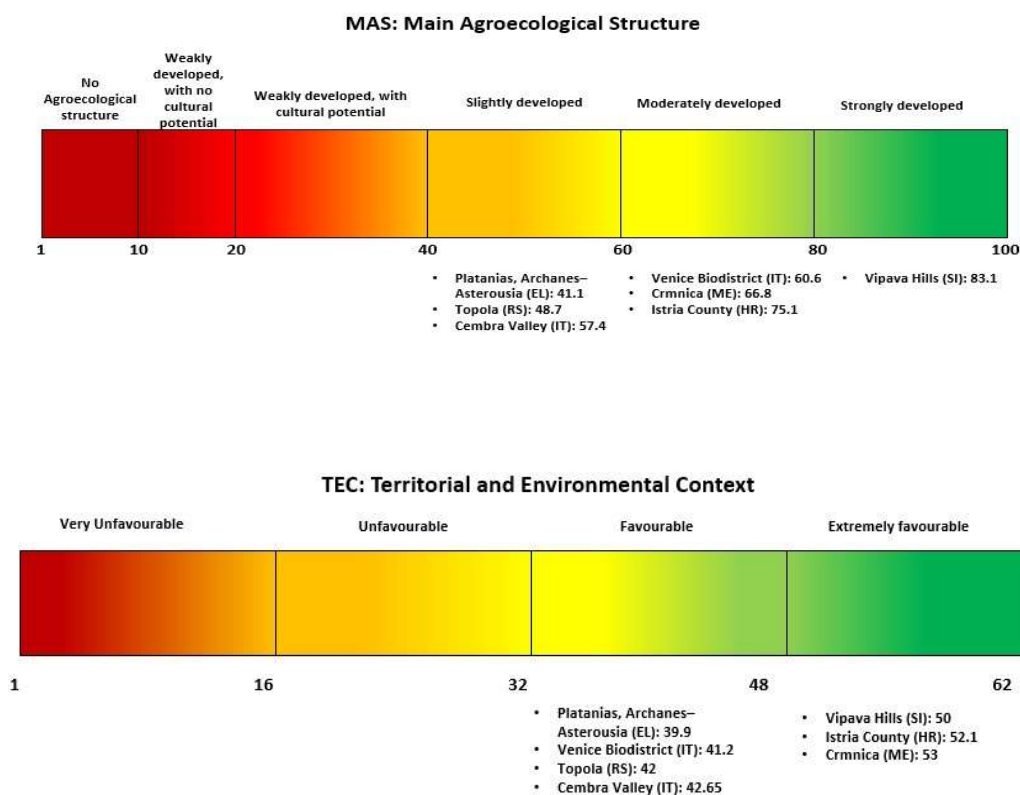 MAS: Main Agroecological Structure
No
Agroecological
structure
Weakly
developed,
with no
cultural
potential
Weakly developed, with
cultural potential
Slightly developed
Moderately developed
Strongly developed
1
10
20
40
60
80
100
• Platanias, Archanes–
Asterousia (EL): 41.1
• Topola (RS): 48.7
• Cembra Valley (IT): 57.4
• Venice Biodistrict (IT): 60.6
• Crmnica (ME): 66.8
• Istria County (HR): 75.1
• Vipava Hills (SI): 83.1
TEC: Territorial and Environmental Context
Very Unfavourable
Unfavourable
Favourable
Extremely favourable
1
16
32
48
62
• Platanias, Archanes–
Asterousia (EL): 39.9
• Venice Biodistrict (IT): 41.2
• Topola (RS): 42
• Cembra Valley (IT): 42.65
• Vipava Hills (SI): 50
• Istria County (HR): 52.1
• Crmnica (ME): 53